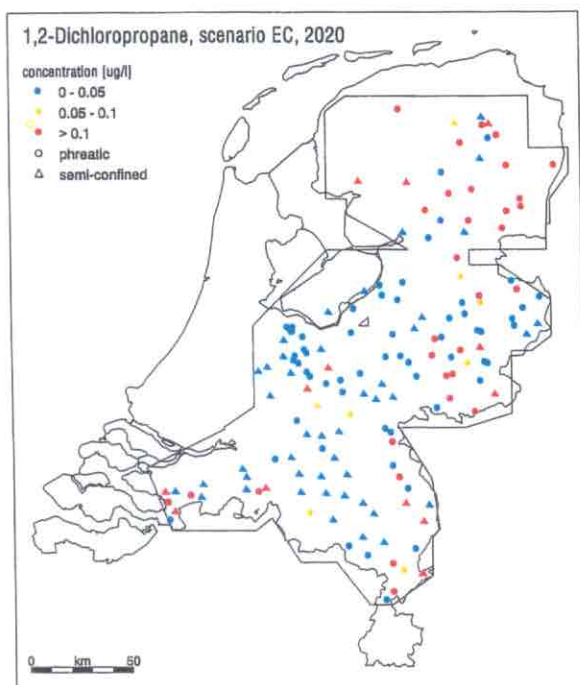 1,2-Dichloropropane, scenario EC, 2020
concentration [ug/l]
0 - 0.05
0.05 - 0.1
> 0.1
phreatic
semi-confined
0 km 50